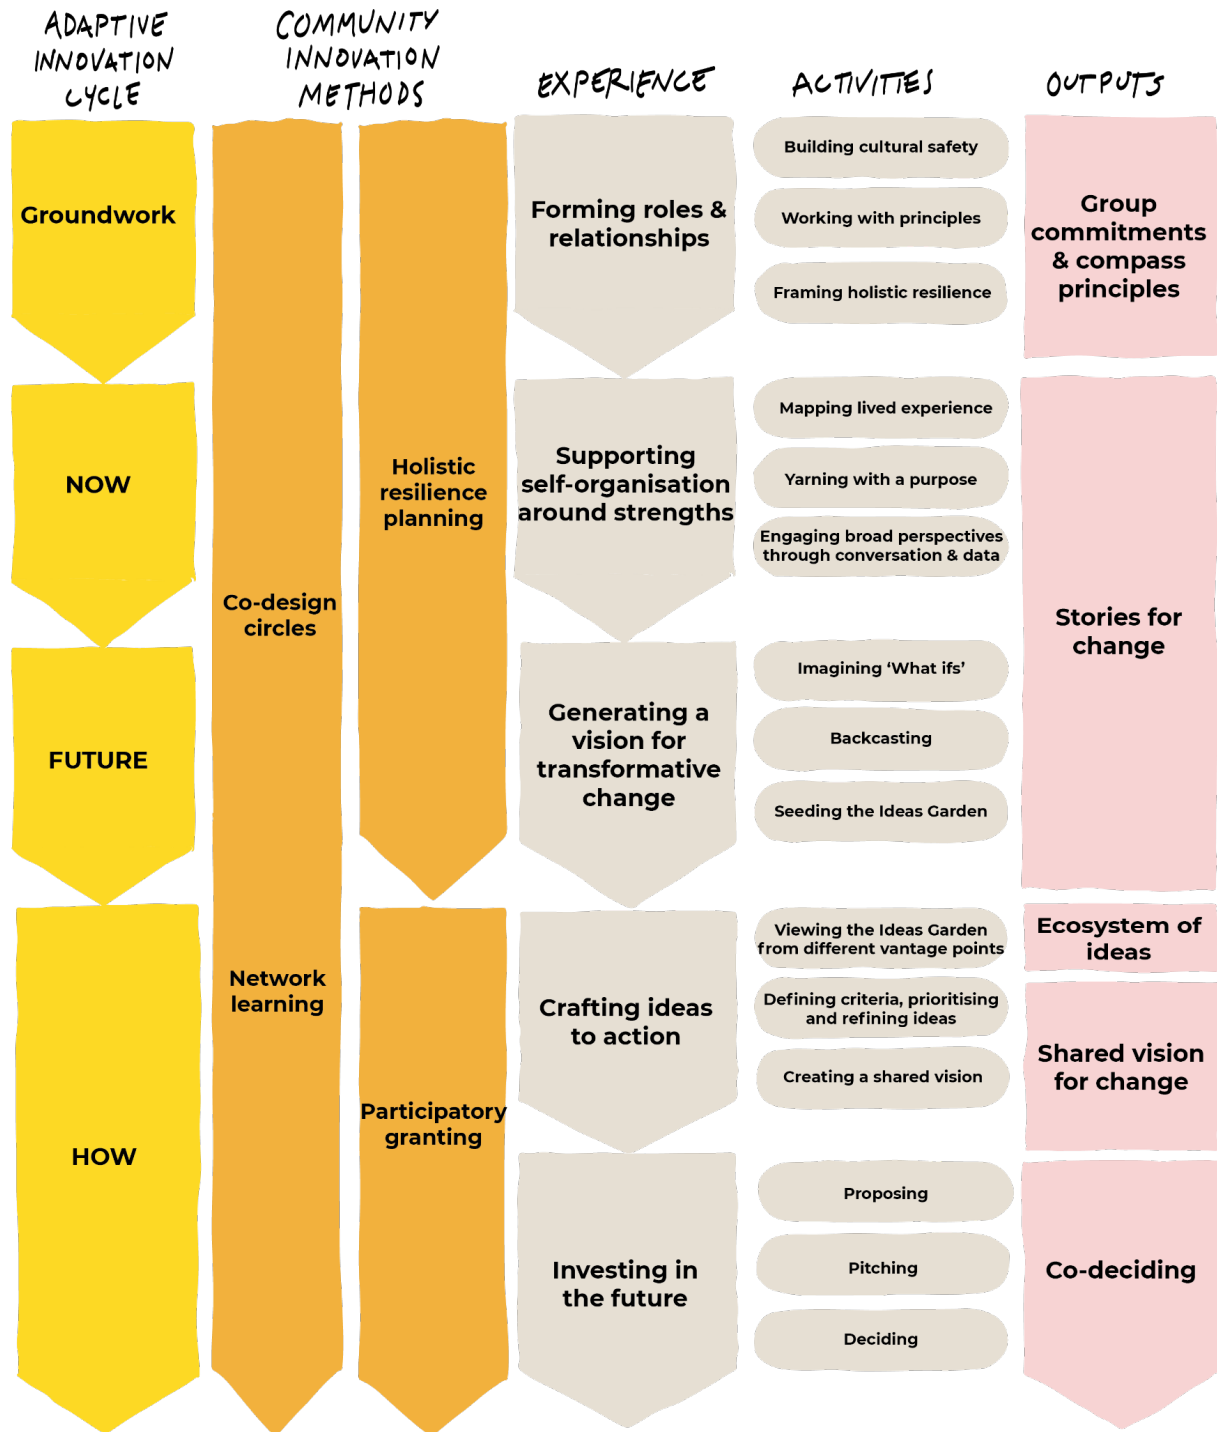 ADAPTIVE
INNOVATION
CYCLE
COMMUNITY
INNOVATION
METHODS
EXPERIENCE
ACTIVITIES
OUTPUTS
Groundwork
NOW
FUTURE
HOW
Co-design
circles
Network
learning
Holistic
resilience
planning
Participatory
granting
Forming roles &
relationships
Supporting
self-organisation
around strengths
Generating a
vision for
transformative
change
Crafting ideas
to action
Investing in
the future
Building cultural safety
Working with principles
Framing holistic resilience
Mapping lived experience
Yarning with a purpose
Engaging broad perspectives
through conversation & data
Imagining ‘What ifs’
Backcasting
Seeding the Ideas Garden
Viewing the Ideas Garden
from different vantage points
Defining criteria, prioritising
and refining ideas
Creating a shared vision
Proposing
Pitching
Deciding
Group
commitments
& compass
principles
Stories for
change
Ecosystem of
ideas
Shared vision
for change
Co-deciding